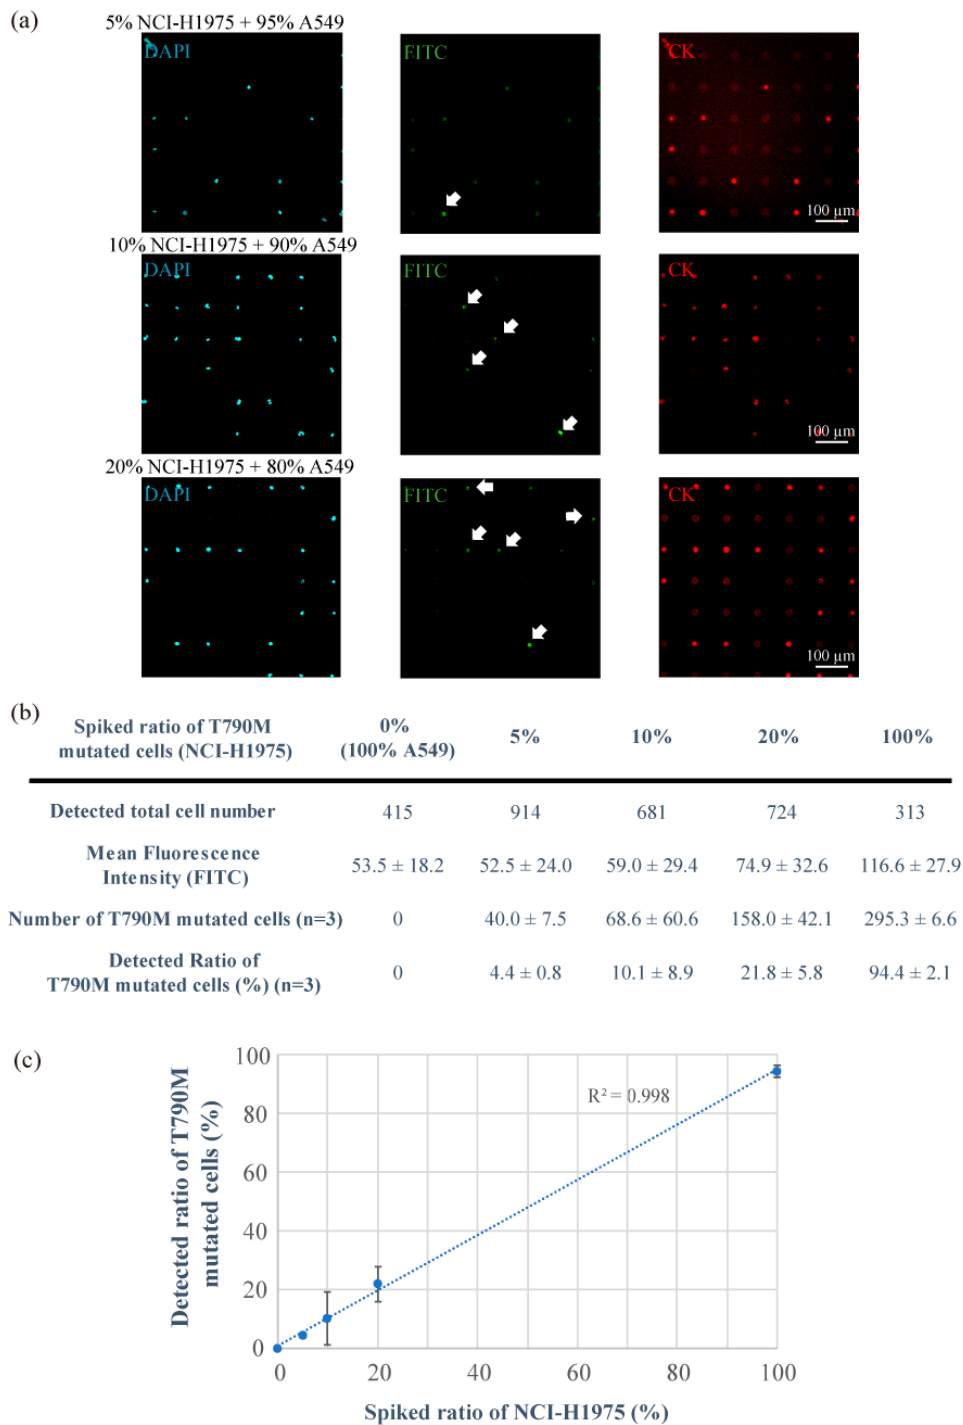 (a)
5% NCI-H1975 + 95% A549
DAPI
FITC
CK
100 µm
10% NCI-H1975 + 90% A549
DAPI
FITC
CK
100 µm
20% NCI-H1975 + 80% A549
DAPI
FITC
CK
100 µm
(b)
Spiked ratio of T790M
mutated cells (NCI-H1975)
0%
(100% A549)
5%
10%
20%
100%
Detected total cell number
415
914
681
724
313
Mean Fluorescence
Intensity (FITC)
53.5 ± 18.2
52.5 ± 24.0
59.0 ± 29.4
74.9 ± 32.6
116.6 ± 27.9
Number of T790M mutated cells (n=3)
0
40.0 ± 7.5
68.6 ± 60.6
158.0 ± 42.1
295.3 ± 6.6
Detected Ratio of
T790M mutated cells (%) (n=3)
0
4.4 ± 0.8
10.1 ± 8.9
21.8 ± 5.8
94.4 ± 2.1
(c)
Detected ratio of T790M
mutated cells (%)
100
80
60
40
20
0
R² = 0.998
0
20
40
60
80
100
Spiked ratio of NCI-H1975 (%)